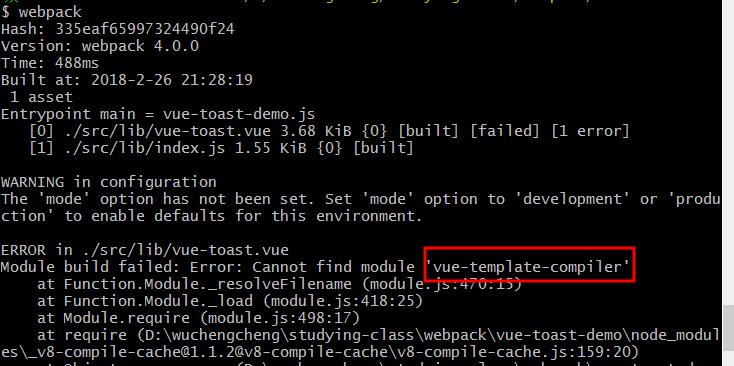 $ webpack
Hash: 335eaf65997324490f24
Version: webpack 4.0.0
Time: 488ms
Built at: 2018-2-26 21:28:19
1 asset
Entrypoint main = vue-toast-demo.js
[0] ./src/lib/vue-toast.vue 3.68 KiB {0} [built] [failed] [1 error]
[1] ./src/lib/index.js 1.55 KiB {0} [built]
WARNING in configuration
The 'mode' option has not been set. Set 'mode' option to 'development' or 'produ
ction' to enable defaults for this environment.
ERROR in ./src/lib/vue-toast.vue
Module build failed: Error: Cannot find module 'vue-template-compiler'
at Function.Module._resolveFilename (module.js:470:15)
at Function.Module._load (module.js:418:25)
at Module.require (module.js:498:17)
at require (D:\wuchengcheng\studying-class\webpack\vue-toast-demo\node_modul
es\_v8-compile-cache@1.1.2@v8-compile-cache\v8-compile-cache.js:159:20)